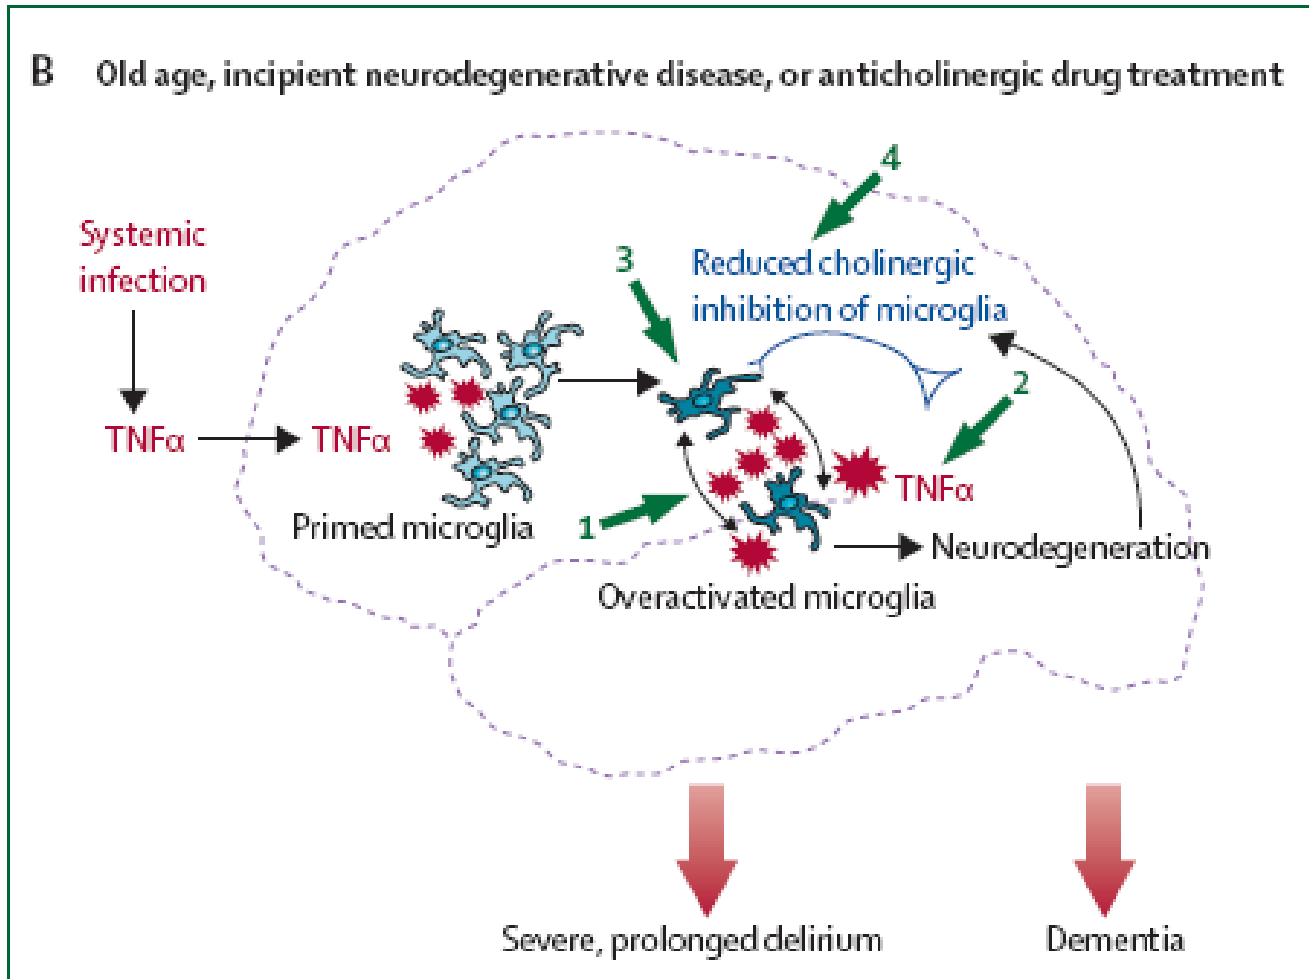 B Old age, incipient neurodegenerative disease, or anticholinergic drug treatment
4
Systemic
infection
3
Reduced cholinergic
inhibition of microglia
2
TNFα
TNFα
TNFα
Primed microglia
1
Neurodegeneration
Overactivated microglia
Severe, prolonged delirium
Dementia